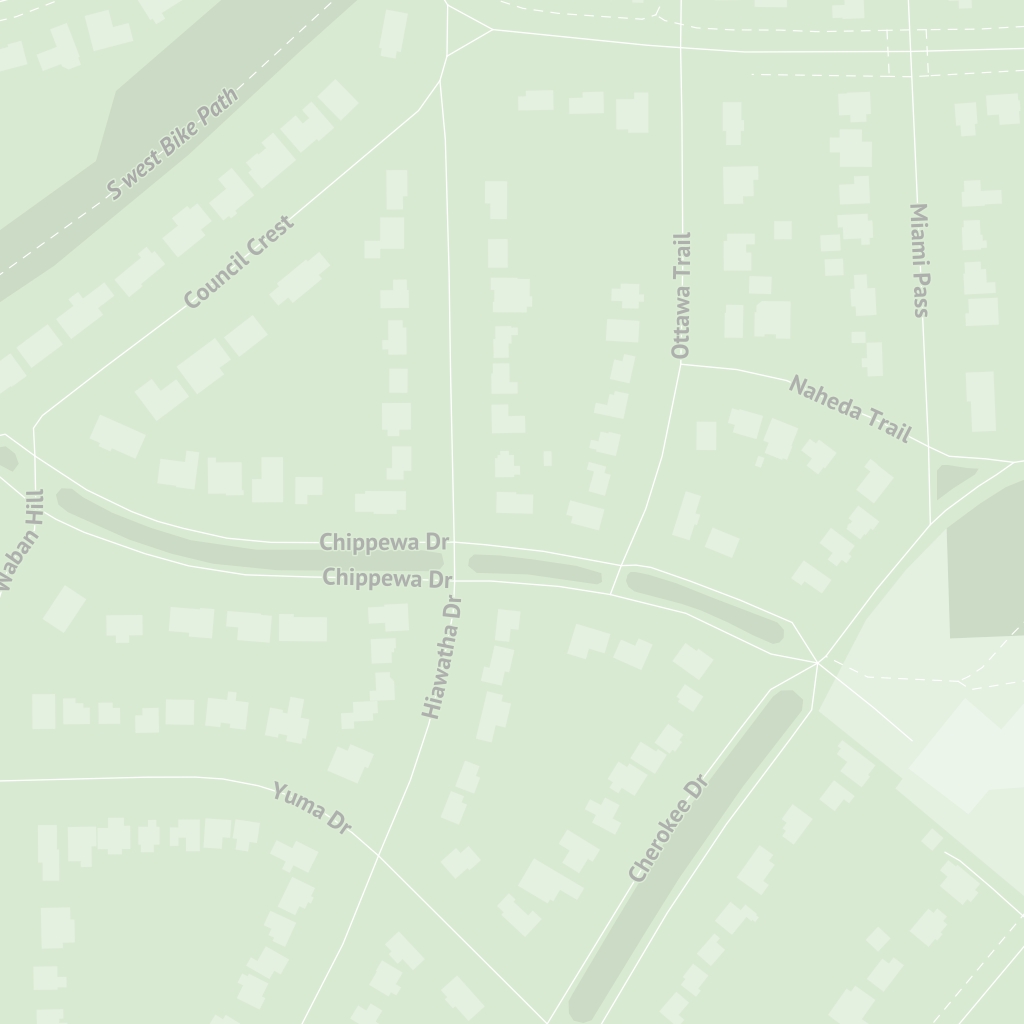 S west Bike Path
Council Crest
Ottawa Trail
Miami Pass
Naheda Trail
Waban Hill
Chippewa Dr
Chippewa Dr
Hiawatha Dr
Yuma Dr
Cherokee Dr